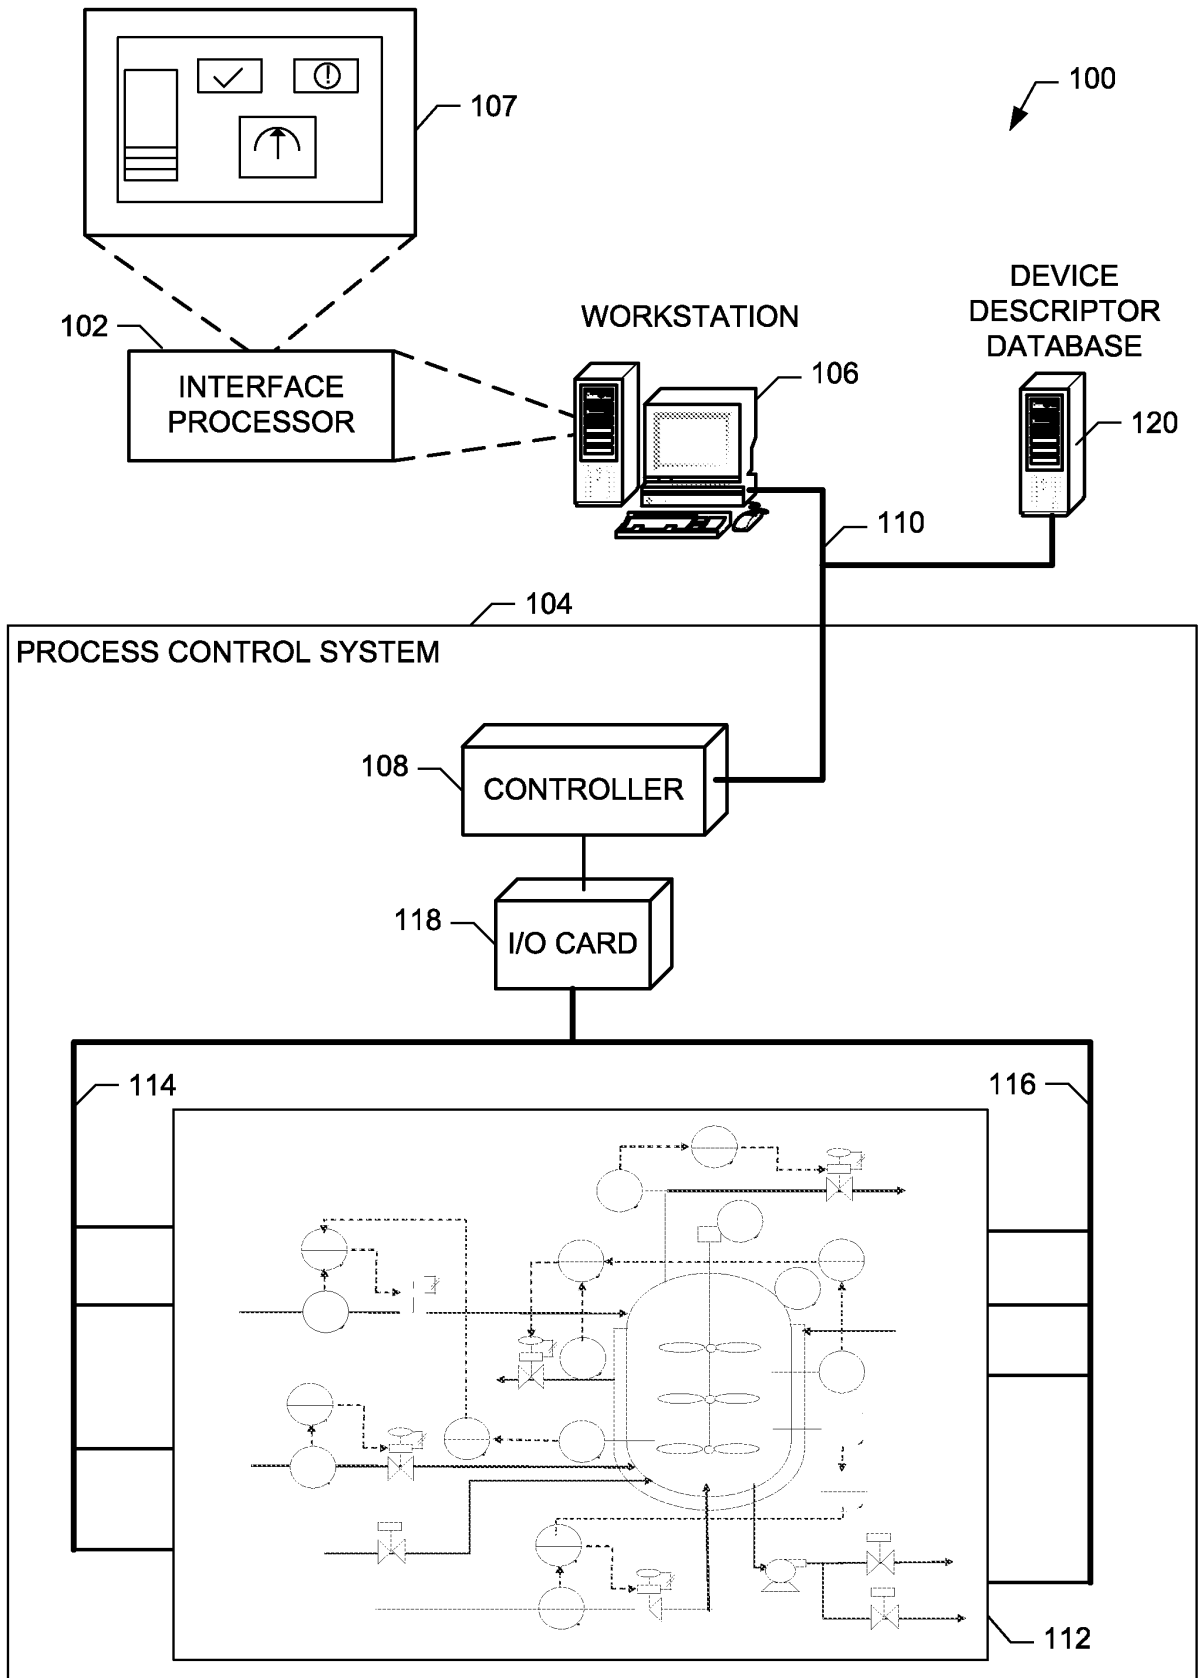 100
107
102
INTERFACE
PROCESSOR
WORKSTATION
106
DEVICE
DESCRIPTOR
DATABASE
120
110
104
PROCESS CONTROL SYSTEM
108
CONTROLLER
118
I/O CARD
114
116
112